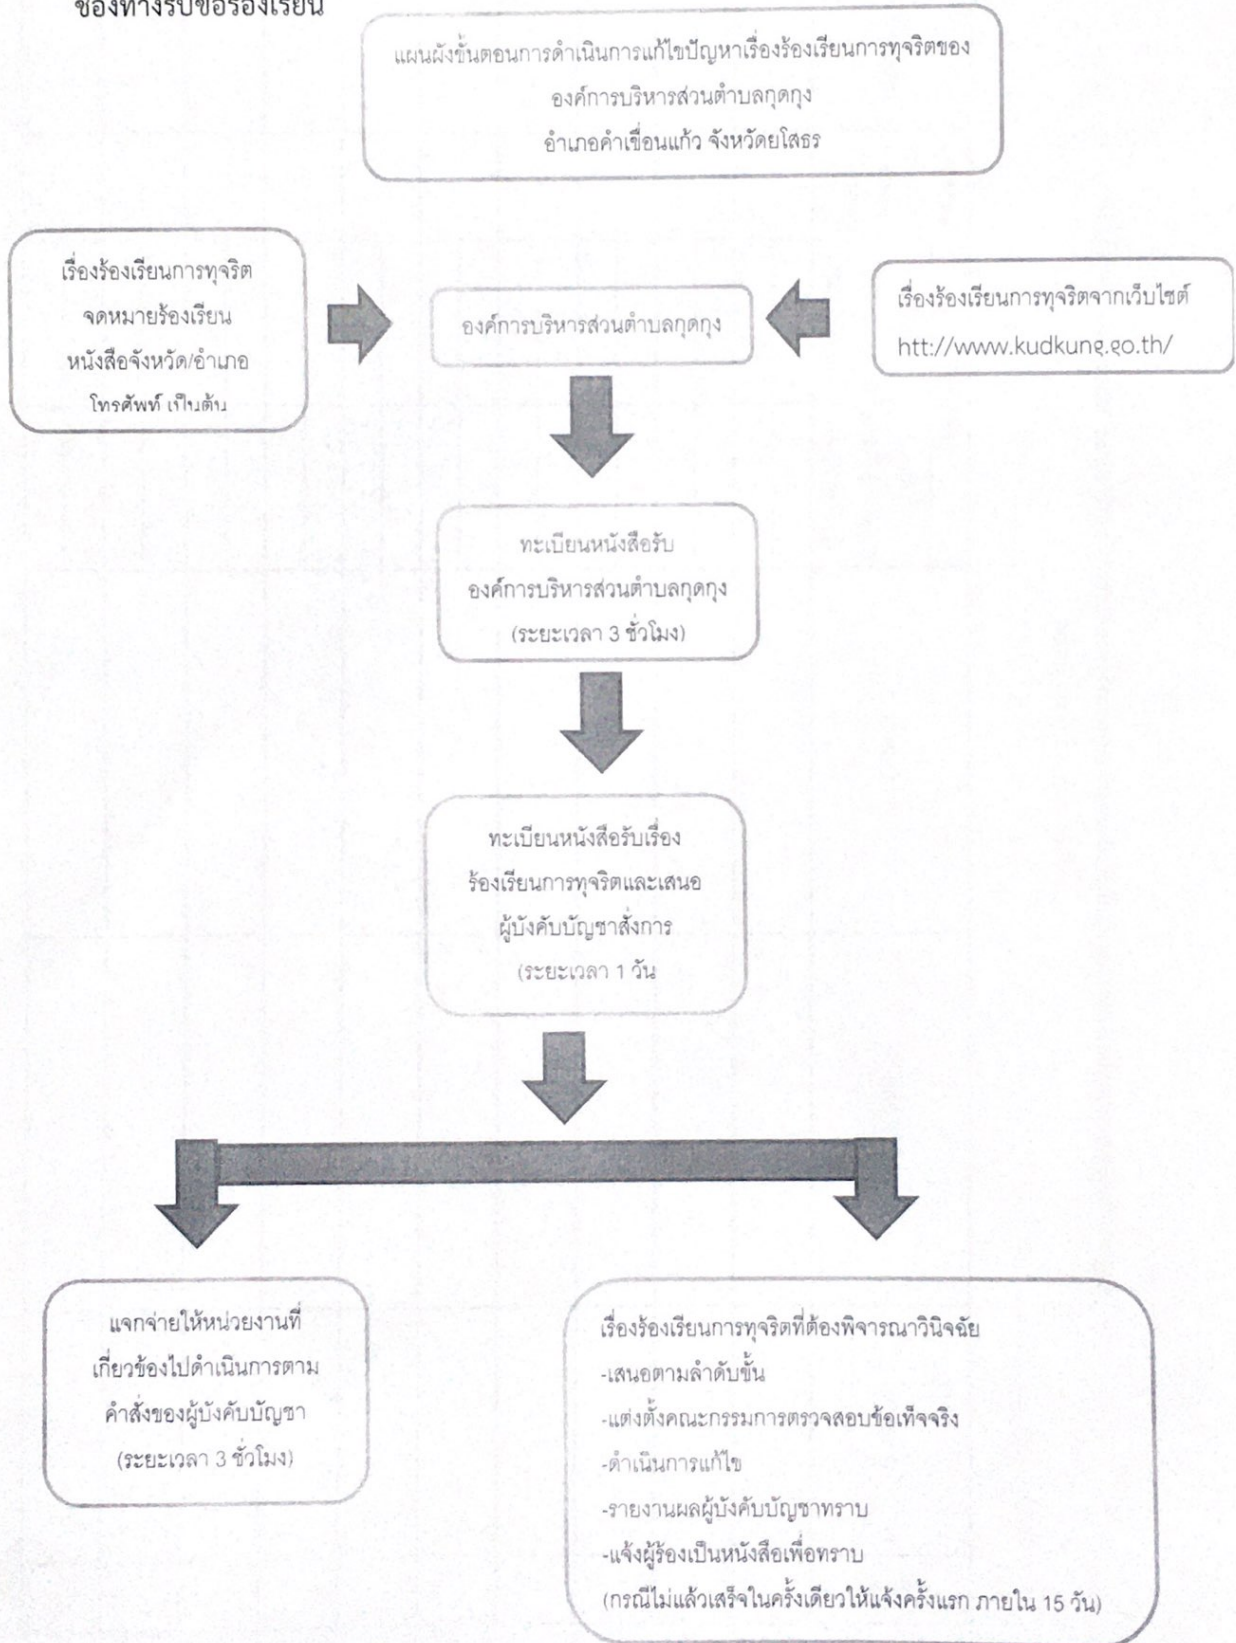 ช่องทางรับข้อร้องเรียน
แผนผังขั้นตอนการดำเนินการแก้ไขปัญหาเรื่องร้องเรียนการทุจริตของ
องค์การบริหารส่วนตำบลกุดกุง
อำเภอคำเขื่อนแก้ว จังหวัดยโสธร
เรื่องร้องเรียนการทุจริต
จดหมายร้องเรียน
หนังสือจังหวัด/อำเภอ
โทรศัพท์ เป็นต้น
องค์การบริหารส่วนตำบลกุดกุง
เรื่องร้องเรียนการทุจริตจากเว็บไซต์
htt://www.kudkung.go.th/
ทะเบียนหนังสือรับ
องค์การบริหารส่วนตำบลกุดกุง
(ระยะเวลา 3 ชั่วโมง)
ทะเบียนหนังสือรับเรื่อง
ร้องเรียนการทุจริตและเสนอ
ผู้บังคับบัญชาสั่งการ
(ระยะเวลา 1 วัน
แจกจ่ายให้หน่วยงานที่
เกี่ยวข้องไปดำเนินการตาม
คำสั่งของผู้บังคับบัญชา
(ระยะเวลา 3 ชั่วโมง)
เรื่องร้องเรียนการทุจริตที่ต้องพิจารณาวินิจฉัย
-เสนอตามลำดับขั้น
-แต่งตั้งคณะกรรมการตรวจสอบข้อเท็จจริง
-ดำเนินการแก้ไข
-รายงานผลผู้บังคับบัญชาทราบ
-แจ้งผู้ร้องเป็นหนังสือเพื่อทราบ
(กรณีไม่แล้วเสร็จในครั้งเดียวให้แจ้งครั้งแรก ภายใน 15 วัน)